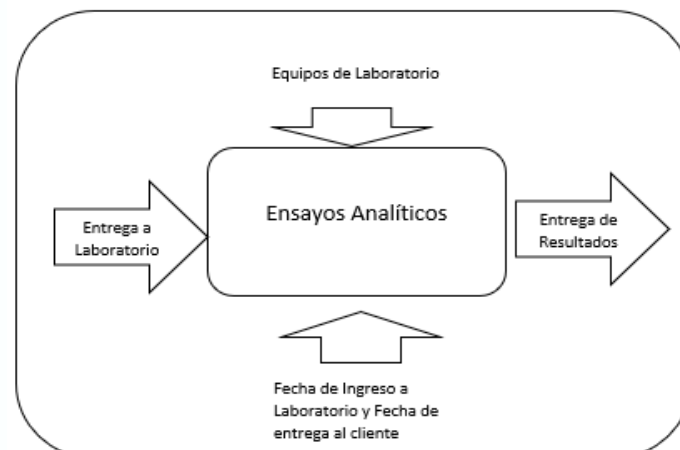 Equipos de Laboratorio
Ensayos Analíticos
Entrega a
Laboratorio
Entrega de
Resultados
Fecha de Ingreso a
Laboratorio y Fecha de
entrega al cliente